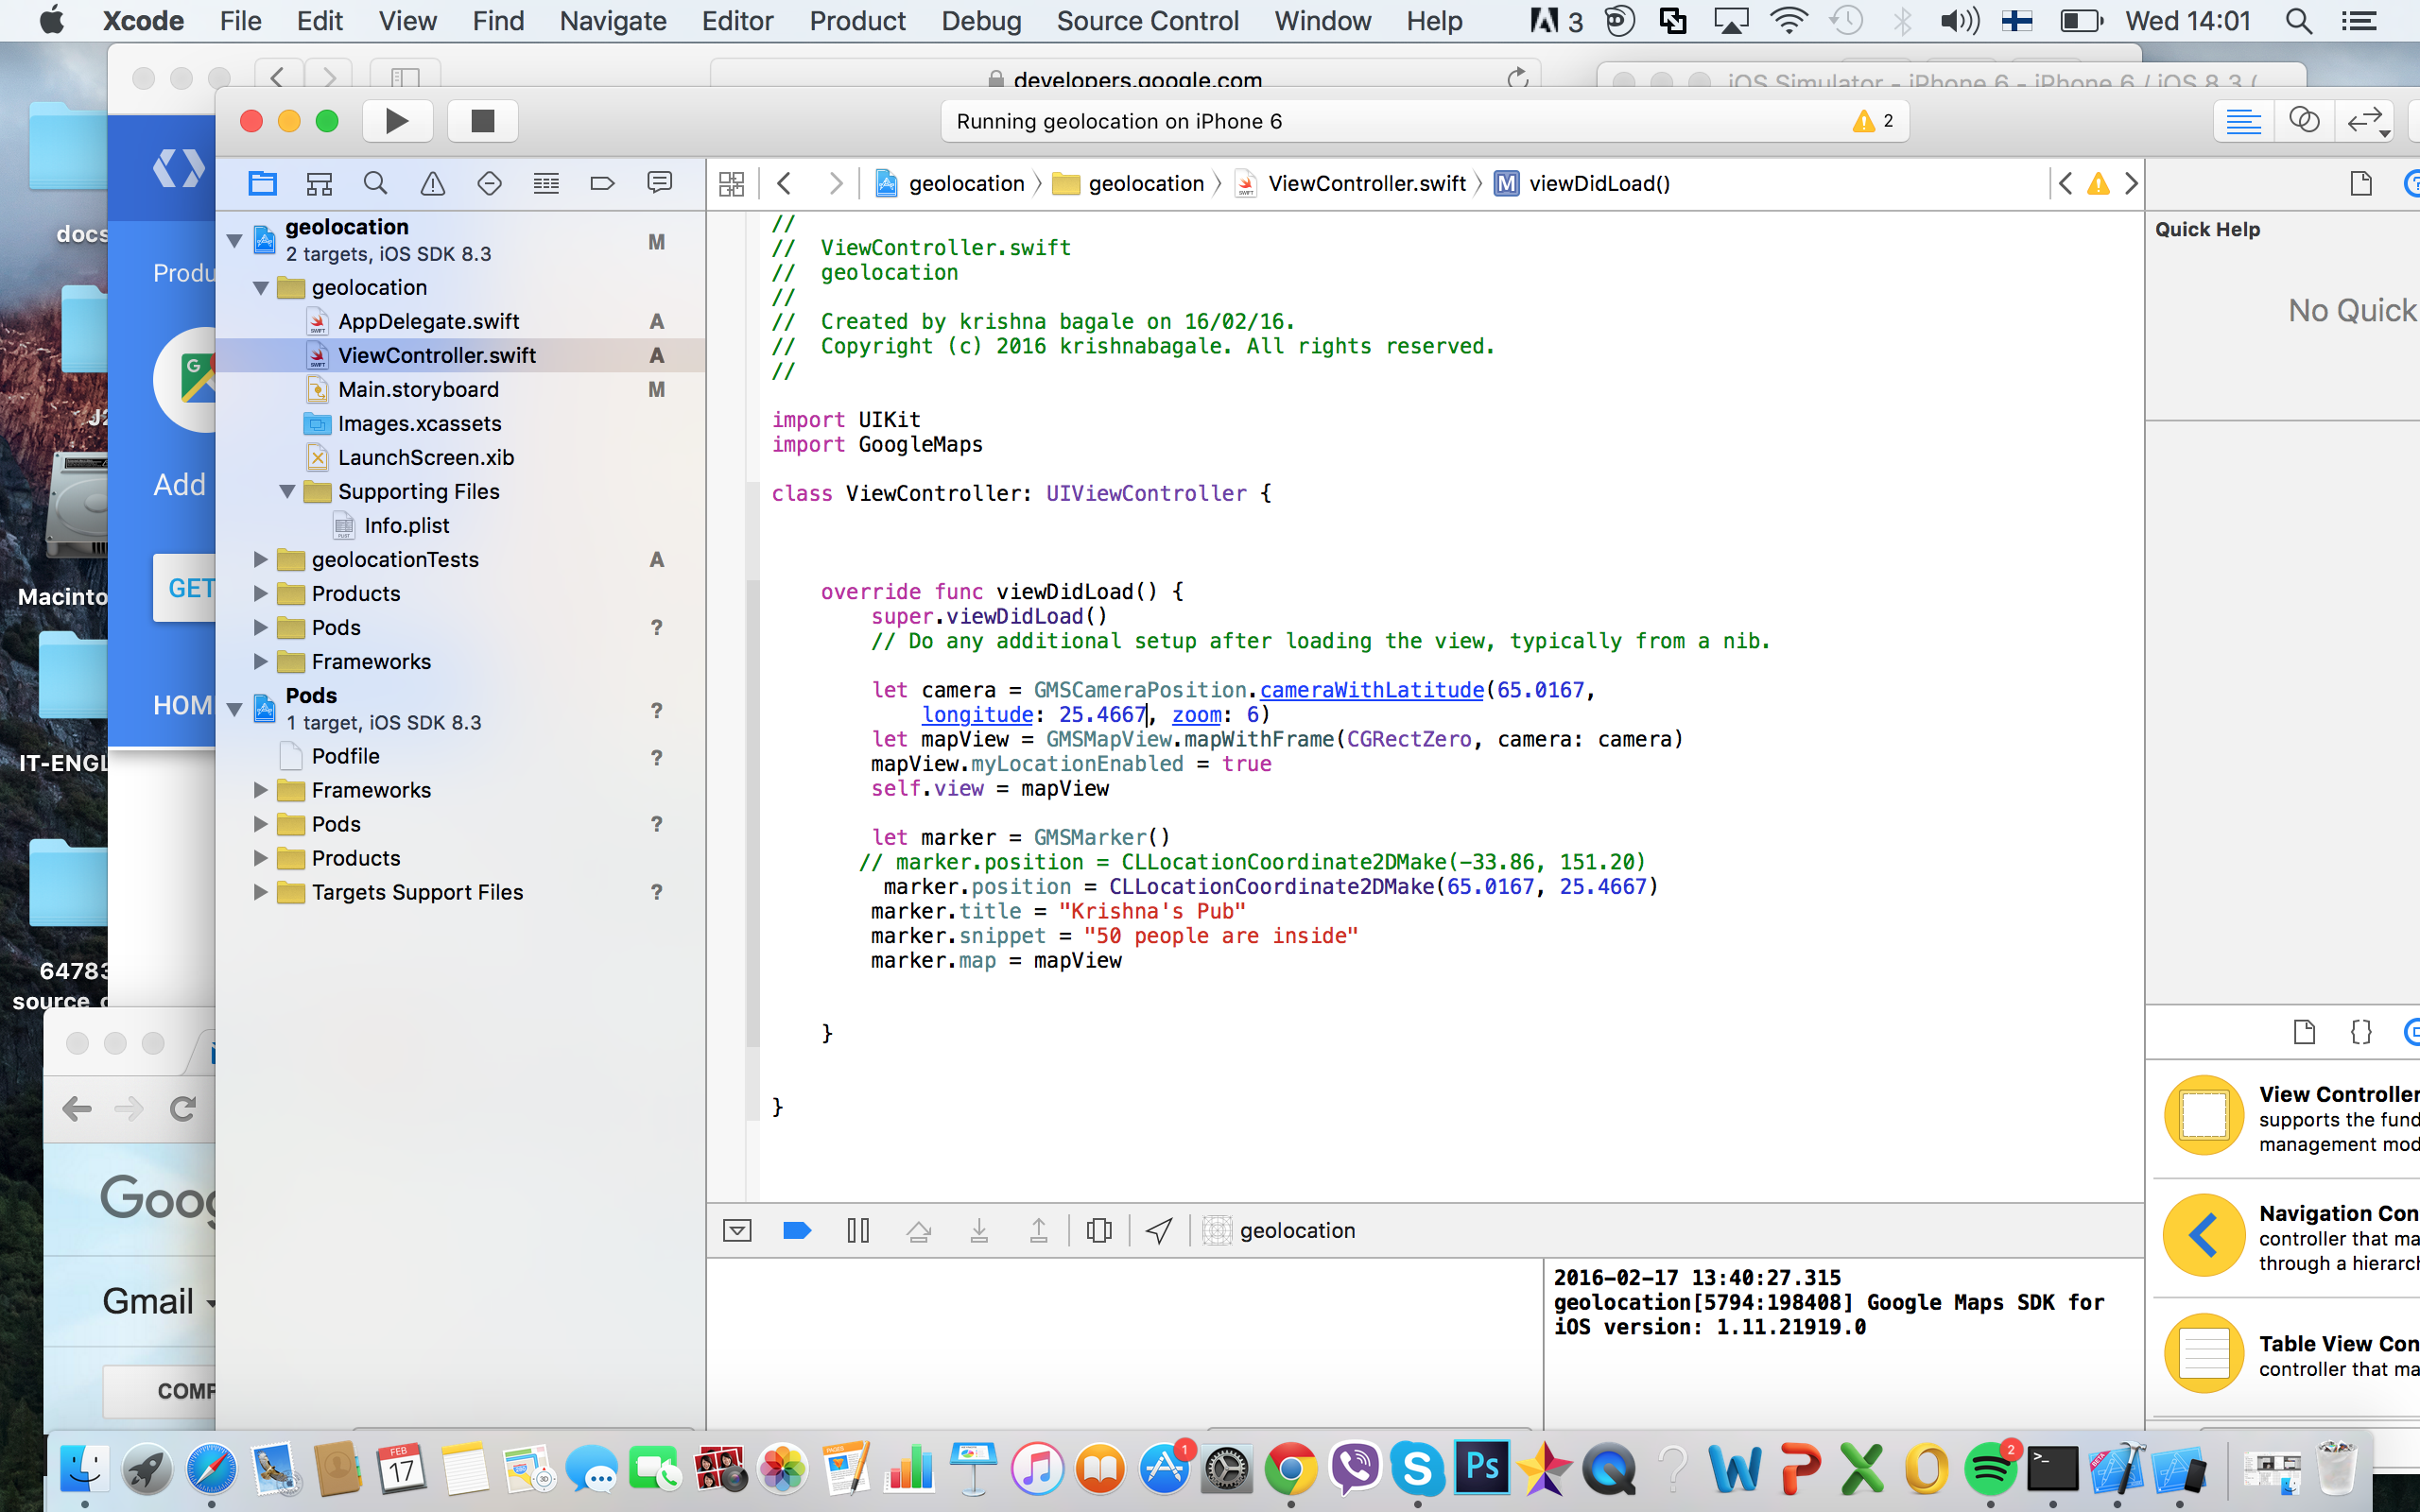 Xcode File Edit View Find Navigate Editor Product Debug Source Control Window Help 3 Wed 14:01
developers.google.com
iOS Simulator - iPhone 6 - iPhone 6 / iOS 8.3 (
Running geolocation on iPhone 6 2
geolocation geolocation ViewController.swift M viewDidLoad()
docs
Produ
Add
GET
HOM
Macinto
IT-ENGL
64783
source_
Goog
Gmail
COMP
geolocation M
2 targets, iOS SDK 8.3
geolocation
AppDelegate.swift A
ViewController.swift A
Main.storyboard M
Images.xcassets
LaunchScreen.xib
Supporting Files
Info.plist
geolocationTests A
Products
Pods ?
Frameworks
Pods
1 target, iOS SDK 8.3 ?
Podfile ?
Frameworks
Pods ?
Products
Targets Support Files ?
//
// ViewController.swift
// geolocation
//
// Created by krishna bagale on 16/02/16.
// Copyright (c) 2016 krishnabagale. All rights reserved.
//
import UIKit
import GoogleMaps
class ViewController: UIViewController {
override func viewDidLoad() {
super.viewDidLoad()
// Do any additional setup after loading the view, typically from a nib.
let camera = GMSCameraPosition.cameraWithLatitude(65.0167,
longitude: 25.4667, zoom: 6)
let mapView = GMSMapView.mapWithFrame(CGRectZero, camera: camera)
mapView.myLocationEnabled = true
self.view = mapView
let marker = GMSMarker()
// marker.position = CLLocationCoordinate2DMake(-33.86, 151.20)
marker.position = CLLocationCoordinate2DMake(65.0167, 25.4667)
marker.title = "Krishna's Pub"
marker.snippet = "50 people are inside"
marker.map = mapView
}
}
geolocation
2016-02-17 13:40:27.315
geolocation[5794:198408] Google Maps SDK for
iOS version: 1.11.21919.0
Quick Help
No Quick
{}
View Controller
supports the fund
management mod
Navigation Con
controller that ma
through a hierarch
Table View Con
controller that ma
FEB
17
PAGES
3D
1
Ps
2
BETA